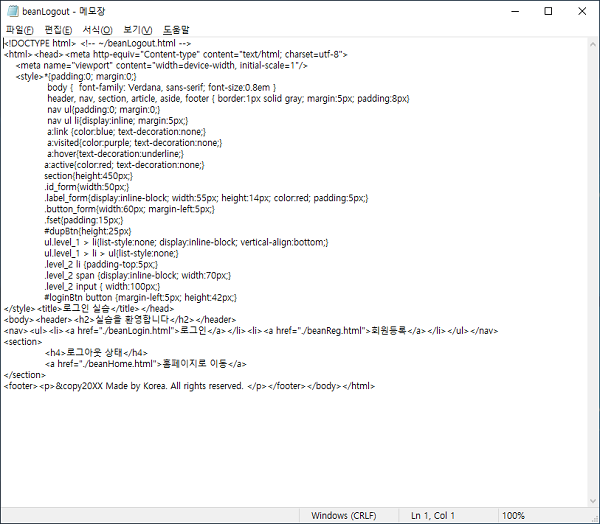 beanLogout - 메모장
파일(F) 편집(E) 서식(O) 보기(V) 도움말
<!DOCTYPE html> <!-- ~/beanLogout.html -->
<html><head><meta http-equiv="Content-type" content="text/html; charset=utf-8">
<meta name="viewport" content="width=device-width, initial-scale=1"/>
<style>*{padding:0; margin:0;}
body { font-family: Verdana, sans-serif; font-size:0.8em }
header, nav, section, article, aside, footer { border:1px solid gray; margin:5px; padding:8px}
nav ul{padding:0; margin:0;}
nav ul li{display:inline; margin:5px;}
a:link {color:blue; text-decoration:none;}
a:visited{color:purple; text-decoration:none;}
a:hover{text-decoration:underline;}
a:active{color:red; text-decoration:none;}
section{height:450px;}
.id_form{width:50px;}
.label_form{display:inline-block; width:55px; height:14px; color:red; padding:5px;}
.button_form{width:60px; margin-left:5px;}
.fset{padding:15px;}
#dupBtn{height:25px}
ul.level_1 > li{list-style:none; display:inline-block; vertical-align:bottom;}
ul.level_1 > li > ul{list-style:none;}
.level_2 li {padding-top:5px;}
.level_2 span {display:inline-block; width:70px;}
.level_2 input { width:100px;}
#loginBtn button {margin-left:5px; height:42px;}
</style><title>로그인 실습</title></head>
<body><header><h2>실습을 환영합니다</h2></header>
<nav><ul><li><a href="./beanLogin.html">로그인</a></li><li><a href="./beanReg.html">회원등록</a></li></ul></nav>
<section>
<h4>로그아웃 상태</h4>
<a href="./beanHome.html">홈페이지로 이동</a>
</section>
<footer><p>&copy20XX Made by Korea. All rights reserved. </p></footer></body></html>
Windows (CRLF) Ln 1, Col 1 100%